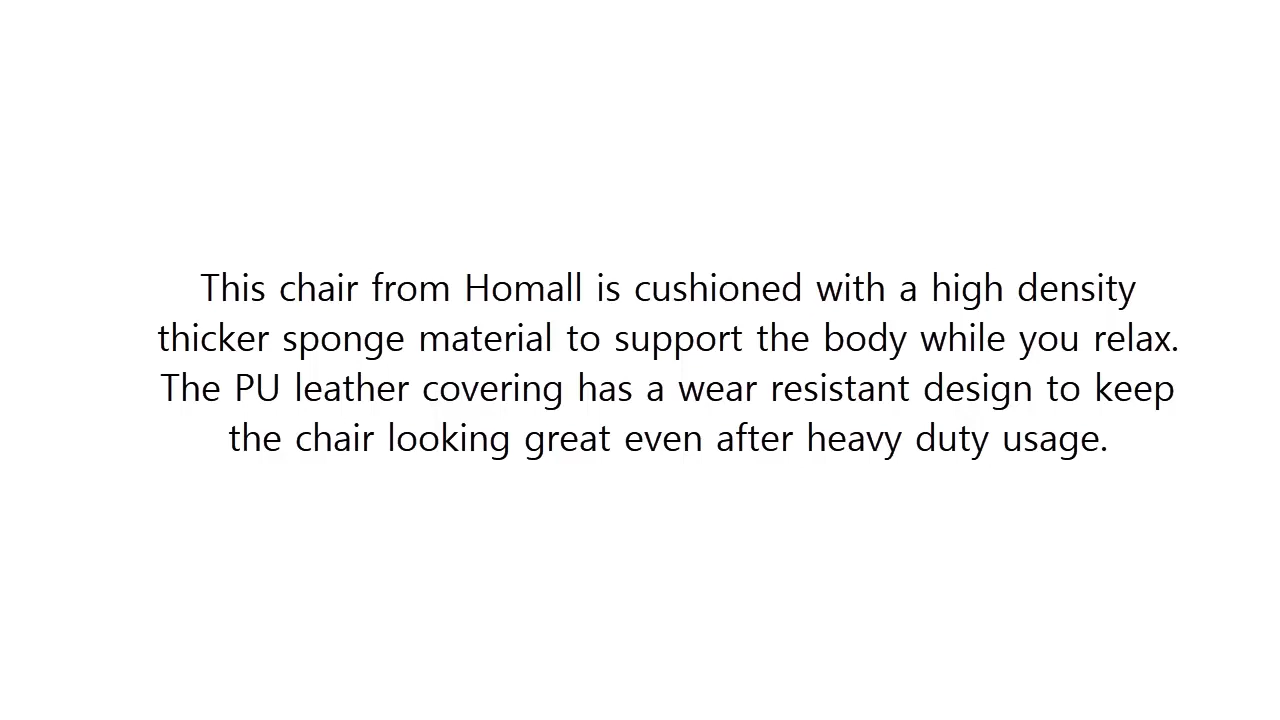 This chair from Homall is cushioned with a high density
thicker sponge material to support the body while you relax.
The PU leather covering has a wear resistant design to keep
the chair looking great even after heavy duty usage.